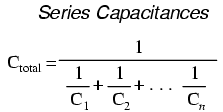 Series Capacitances
C_total = 1 / (1/C_1 + 1/C_2 + . . . 1/C_n)